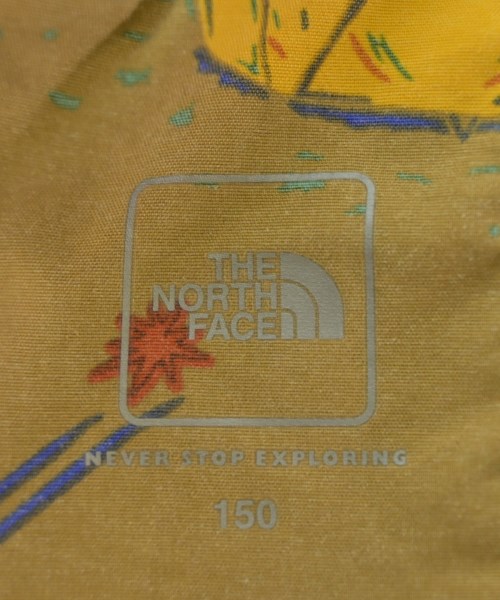 THE
NORTH
FACE
NEVER STOP EXPLORING
150